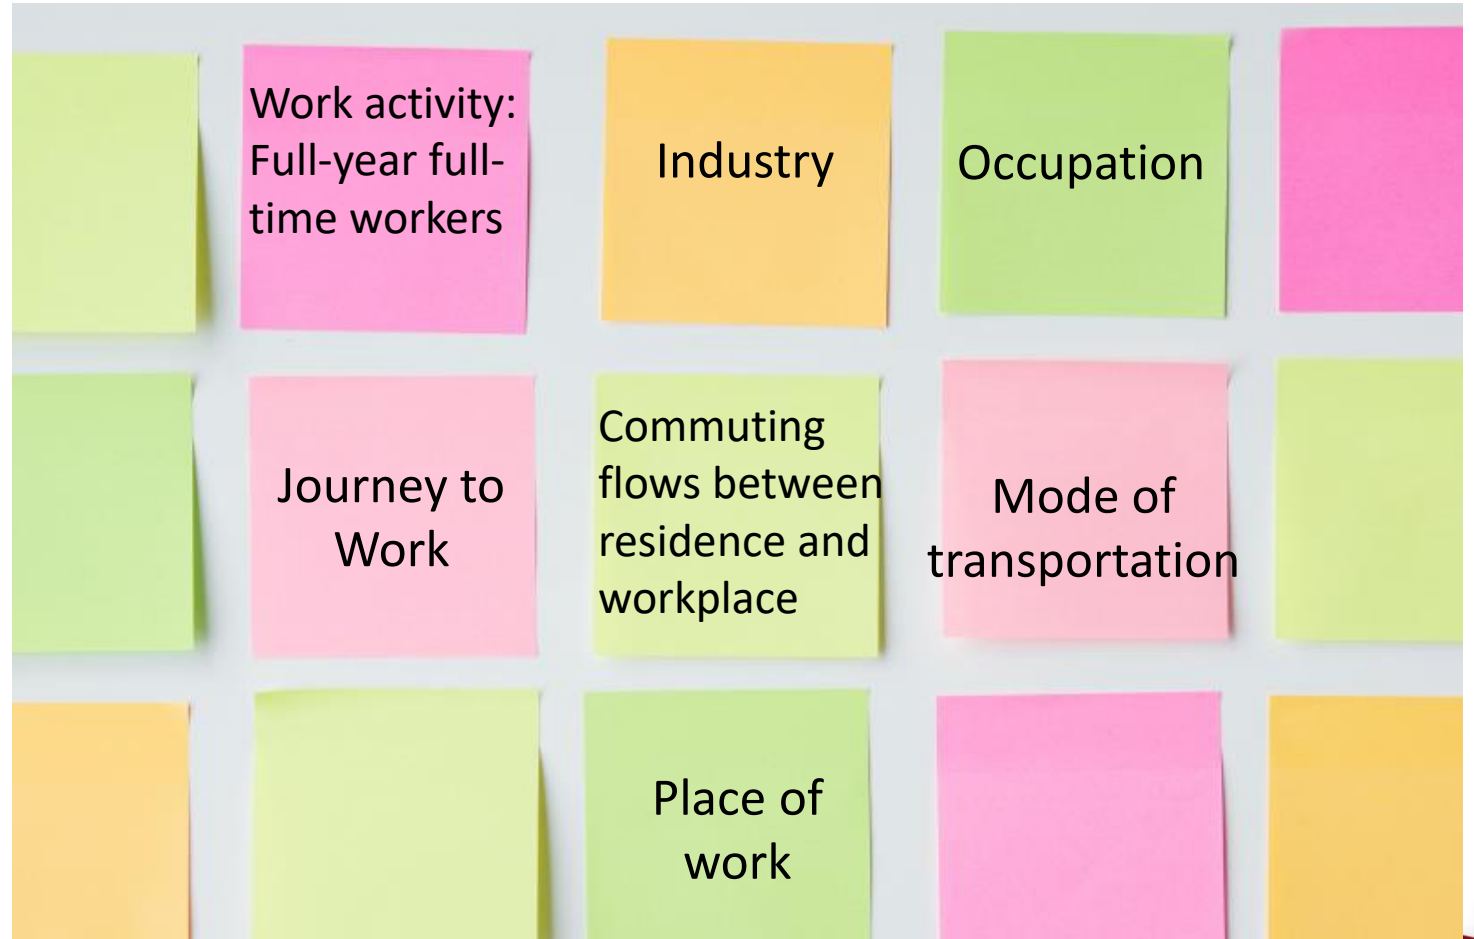 Work activity:
Full-year full-
time workers
Industry
Occupation
Journey to
Work
Commuting
flows between
residence and
workplace
Mode of
transportation
Place of
work